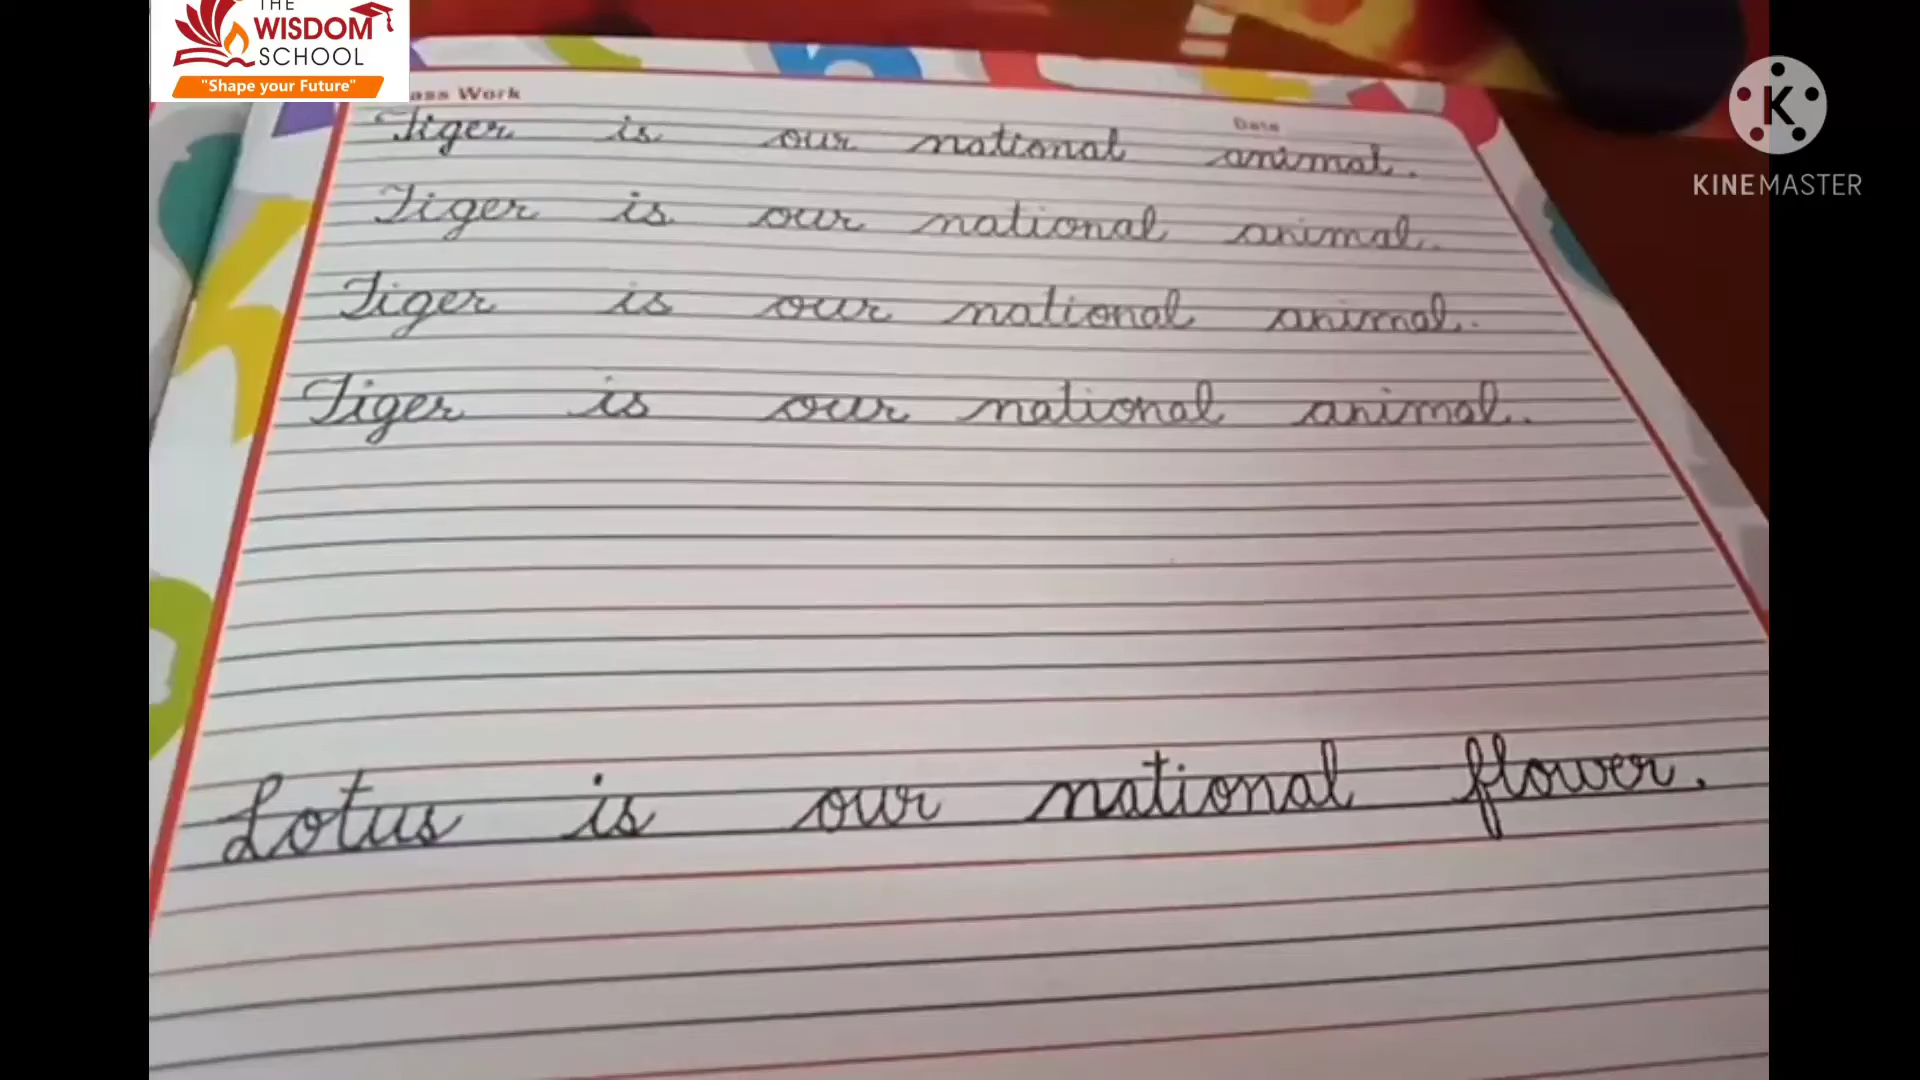 THE
WISDOM
SCHOOL
"Shape your Future"
Work
Date
KINEMASTER
Tiger is our national animal.
Tiger is our national animal.
Tiger is our national animal.
Tiger is our national animal.
Lotus is our national flower.